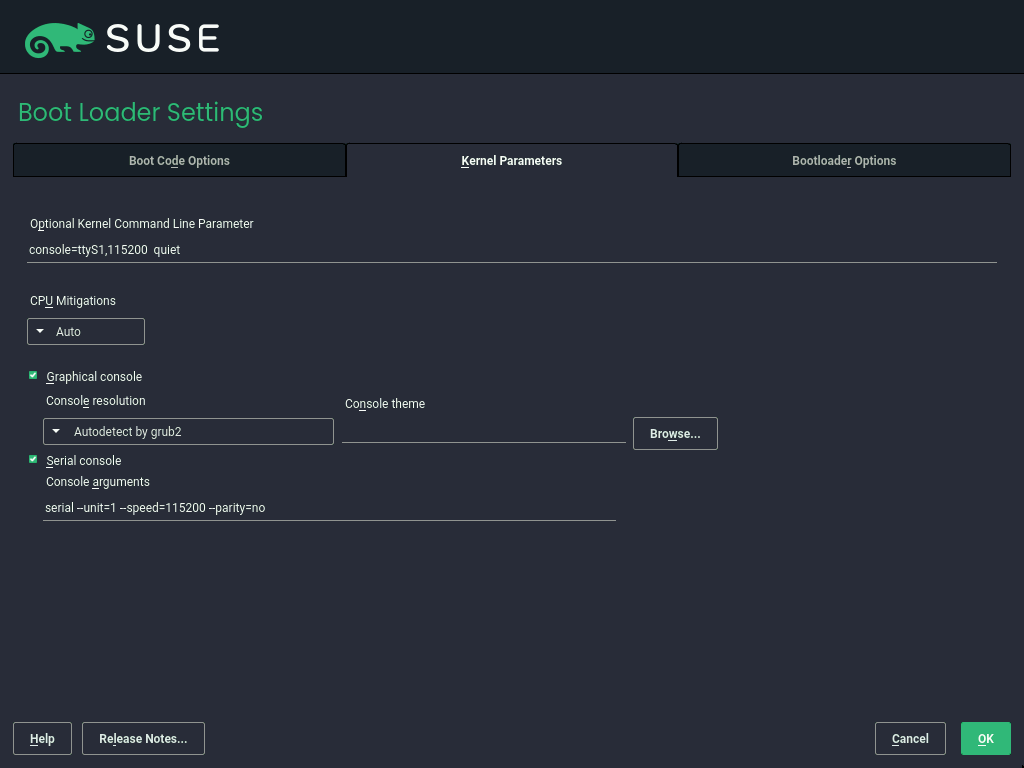 SUSE
Boot Loader Settings
Boot Code Options Kernel Parameters Bootloader Options
Optional Kernel Command Line Parameter
console=ttyS1,115200  quiet
CPU Mitigations
Auto
Graphical console
Console resolution Console theme
Autodetect by grub2 Browse...
Serial console
Console arguments
serial --unit=1 --speed=115200 --parity=no
Help Release Notes... Cancel OK